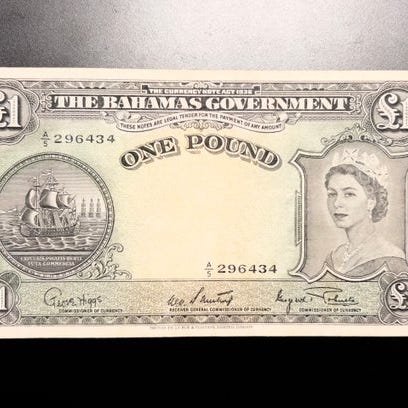 THE CURRENCY NOTE ACT 1936
£1 THE BAHAMAS GOVERNMENT £1
THESE NOTES ARE LEGAL TENDER FOR THE PAYMENT OF ANY AMOUNT
A/5 296434
ONE POUND
EXPULSIS PIRATIS RESTITUTA COMMERCIA
A/5 296434
£1 £1
COMMISSIONER OF CURRENCY
RECEIVER GENERAL COMMISSIONER OF CURRENCY
COMMISSIONER OF CURRENCY